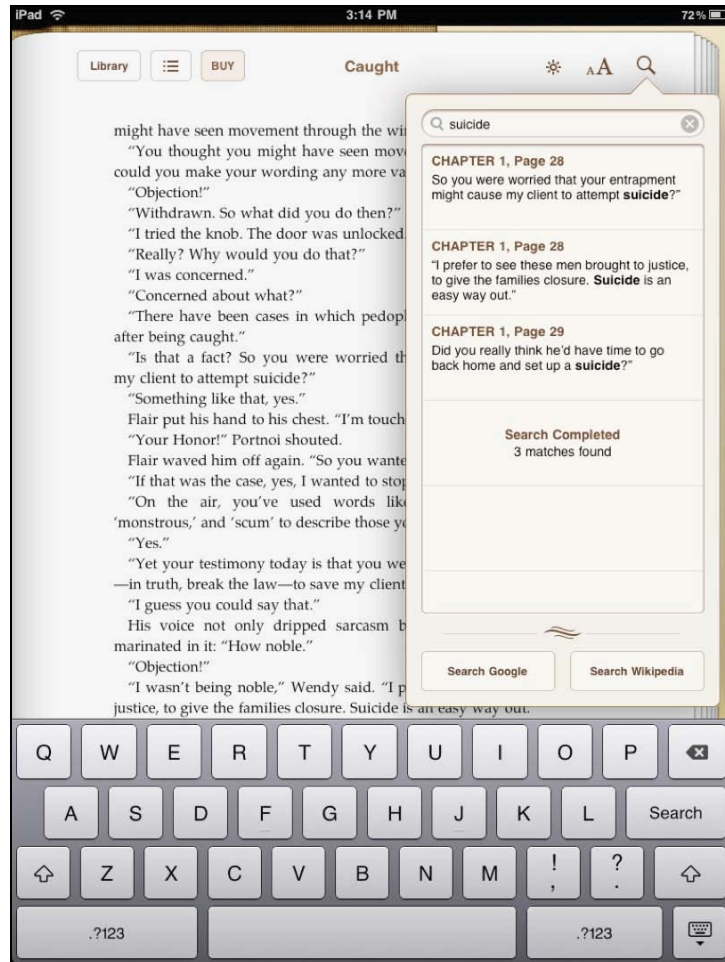 iPad 3:14 PM 72%
Library BUY Caught AA
might have seen movement through the
“You thought you might have seen
could you make your wording any more
“Objection!”
“Withdrawn. So what did you do then?”
“I tried the knob. The door was unlocked.
“Really? Why would you do that?”
“I was concerned.”
“Concerned about what?”
“There have been cases in which
after being caught.”
“Is that a fact? So you were worried
my client to attempt suicide?”
“Something like that, yes.”
Flair put his hand to his chest. “I’m
“Your Honor!” Portnoi shouted.
Flair waved him off again. “So you
“If that was the case, yes, I wanted to
“On the air, you’ve used words
‘monstrous,’ and ‘scum’ to describe those
“Yes.”
“Yet your testimony today is that you
—in truth, break the law—to save my client
“I guess you could say that.”
His voice not only dripped sarcasm
marinated in it: “How noble.”
“Objection!”
“I wasn’t being noble,” Wendy said. “I
justice, to give the families closure. Suicide is an easy way out.
suicide
CHAPTER 1, Page 28
So you were worried that your entrapment
might cause my client to attempt suicide?”
CHAPTER 1, Page 28
“I prefer to see these men brought to justice,
to give the families closure. Suicide is an
easy way out.”
CHAPTER 1, Page 29
Did you really think he’d have time to go
back home and set up a suicide?”
Search Completed
3 matches found
Search Google Search Wikipedia
Q W E R T Y U I O P
A S D F G H J K L Search
Z X C V B N M ! , ? .
.?123 .?123